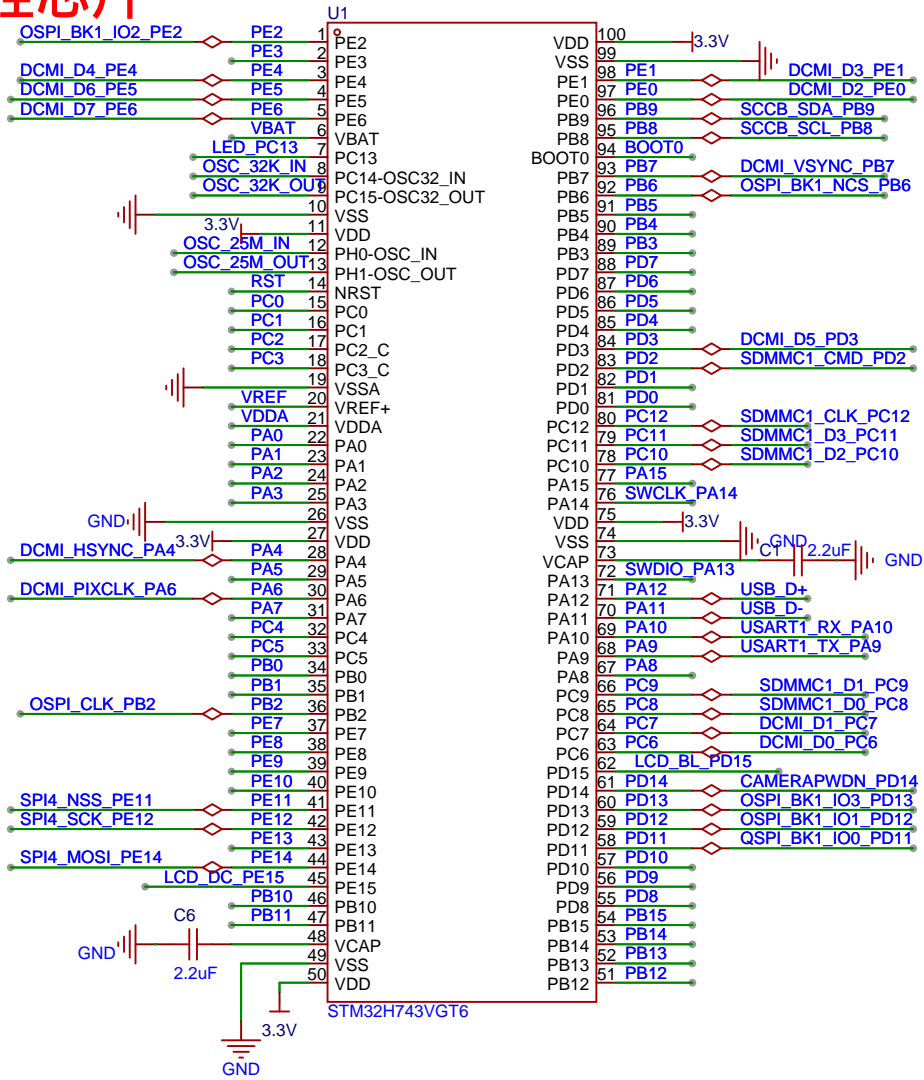 U1
OSPI_BK1_IO2_PE2 PE2 1 PE2
PE3 2 PE3
DCMI_D4_PE4 PE4 3 PE4
DCMI_D6_PE5 PE5 4 PE5
DCMI_D7_PE6 PE6 5 PE6
VBAT 6 VBAT
LED_PC13 7 PC13
OSC_32K_IN 8 PC14-OSC32_IN
OSC_32K_OUT 9 PC15-OSC32_OUT
10 VSS
3.3V 11 VDD
OSC_25M_IN 12 PH0-OSC_IN
OSC_25M_OUT 13 PH1-OSC_OUT
RST 14 NRST
PC0 15 PC0
PC1 16 PC1
PC2 17 PC2_C
PC3 18 PC3_C
19 VSSA
VREF 20 VREF+
VDDA 21 VDDA
PA0 22 PA0
PA1 23 PA1
PA2 24 PA2
PA3 25 PA3
GND 26 VSS
3.3V 27 VDD
DCMI_HSYNC_PA4 PA4 28 PA4
PA5 29 PA5
DCMI_PIXCLK_PA6 PA6 30 PA6
PA7 31 PA7
PC4 32 PC4
PC5 33 PC5
PB0 34 PB0
PB1 35 PB1
OSPI_CLK_PB2 PB2 36 PB2
PE7 37 PE7
PE8 38 PE8
PE9 39 PE9
PE10 40 PE10
SPI4_NSS_PE11 PE11 41 PE11
SPI4_SCK_PE12 PE12 42 PE12
PE13 43 PE13
SPI4_MOSI_PE14 PE14 44 PE14
LCD_DC_PE15 45 PE15
PB10 46 PB10
PB11 47 PB11
C6
GND 48 VCAP
2.2uF
49 VSS
50 VDD
3.3V
GND
VDD 100 3.3V
VSS 99
PE1 98 PE1 DCMI_D3_PE1
PE0 97 PE0 DCMI_D2_PE0
PB9 96 PB9 SCCB_SDA_PB9
PB8 95 PB8 SCCB_SCL_PB8
BOOT0 94 BOOT0
PB7 93 PB7 DCMI_VSYNC_PB7
PB6 92 PB6 OSPI_BK1_NCS_PB6
PB5 91 PB5
PB4 90 PB4
PB3 89 PB3
PD7 88 PD7
PD6 87 PD6
PD5 86 PD5
PD4 85 PD4
PD3 84 PD3 DCMI_D5_PD3
PD2 83 PD2 SDMMC1_CMD_PD2
PD1 82 PD1
PD0 81 PD0
PC12 80 PC12 SDMMC1_CLK_PC12
PC11 79 PC11 SDMMC1_D3_PC11
PC10 78 PC10 SDMMC1_D2_PC10
PA15 77 PA15
PA14 76 SWCLK_PA14
VDD 75 3.3V
VSS 74 GND
VCAP 73 C1 2.2uF GND
PA13 72 SWDIO_PA13
PA12 71 PA12 USB_D+
PA11 70 PA11 USB_D-
PA10 69 PA10 USART1_RX_PA10
PA9 68 PA9 USART1_TX_PA9
PA8 67 PA8
PC9 66 PC9 SDMMC1_D1_PC9
PC8 65 PC8 SDMMC1_D0_PC8
PC7 64 PC7 DCMI_D1_PC7
PC6 63 PC6 DCMI_D0_PC6
PD15 62 LCD_BL_PD15
PD14 61 PD14 CAMERAPWDN_PD14
PD13 60 PD13 OSPI_BK1_IO3_PD13
PD12 59 PD12 OSPI_BK1_IO1_PD12
PD11 58 PD11 QSPI_BK1_IO0_PD11
PD10 57 PD10
PD9 56 PD9
PD8 55 PD8
PB15 54 PB15
PB14 53 PB14
PB13 52 PB13
PB12 51 PB12
STM32H743VGT6